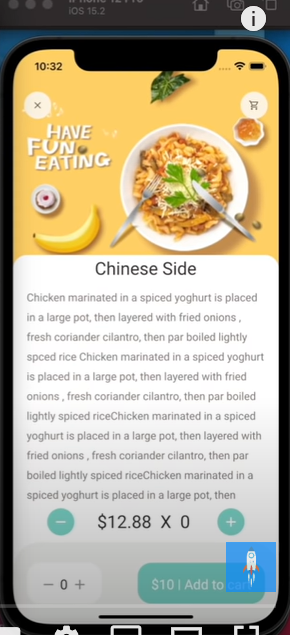 iOS 15.2
10:32
HAVE
FUN
EATING
Chinese Side
Chicken marinated in a spiced yoghurt is placed
in a large pot, then layered with fried onions ,
fresh coriander cilantro, then par boiled lightly
spced rice Chicken marinated in a spiced yoghurt
is placed in a large pot, then layered with fried
onions , fresh coriander cilantro, then par boiled
lightly spiced riceChicken marinated in a spiced
yoghurt is placed in a large pot, then layered with
fried onions , fresh coriander cilantro, then par
boiled lightly spiced riceChicken marinated in a
spiced yoghurt is placed in a large pot, then
− $12.88 X 0 +
− 0 + $10 | Add to cart